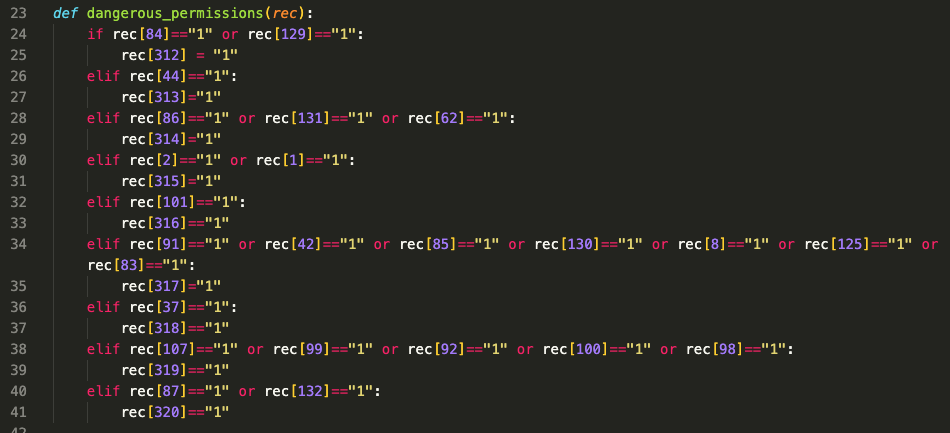 23 def dangerous_permissions(rec):
24 if rec[84]=="1" or rec[129]=="1":
25 rec[312] = "1"
26 elif rec[44]=="1":
27 rec[313]="1"
28 elif rec[86]=="1" or rec[131]=="1" or rec[62]=="1":
29 rec[314]="1"
30 elif rec[2]=="1" or rec[1]=="1":
31 rec[315]="1"
32 elif rec[101]=="1":
33 rec[316]=="1"
34 elif rec[91]=="1" or rec[42]=="1" or rec[85]=="1" or rec[130]=="1" or rec[8]=="1" or rec[125]=="1" or
rec[83]=="1":
35 rec[317]="1"
36 elif rec[37]=="1":
37 rec[318]=="1"
38 elif rec[107]=="1" or rec[99]=="1" or rec[92]=="1" or rec[100]=="1" or rec[98]=="1":
39 rec[319]=="1"
40 elif rec[87]=="1" or rec[132]=="1":
41 rec[320]=="1"